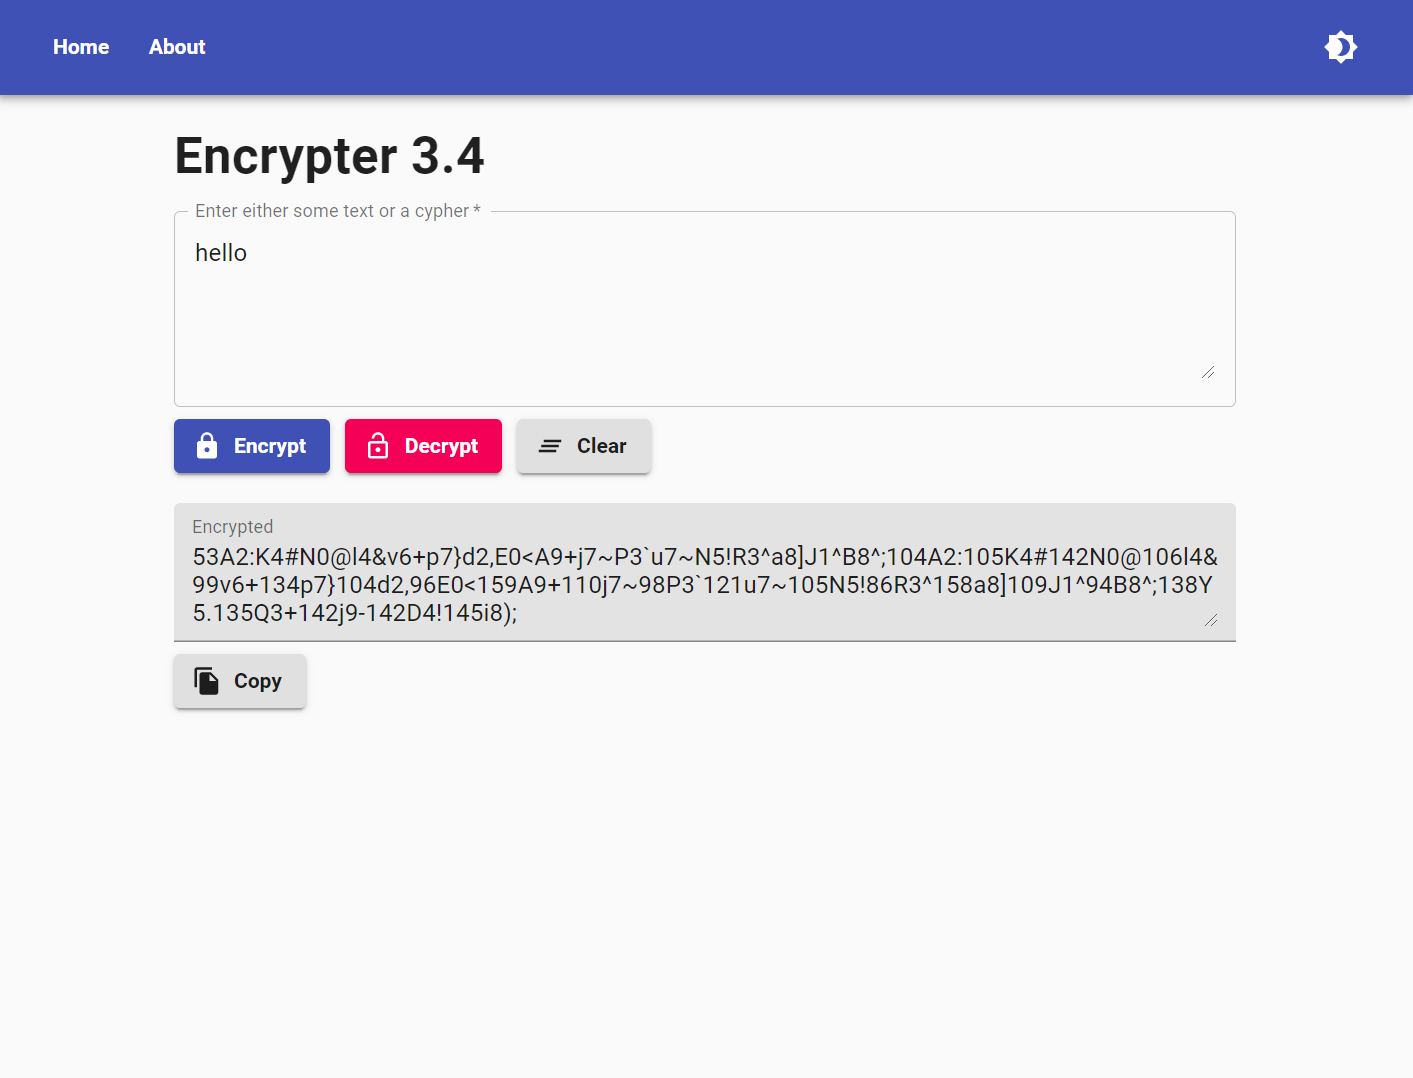 Home About
Encrypter 3.4
Enter either some text or a cypher *
hello
Encrypt Decrypt Clear
Encrypted
53A2:K4#N0@l4&v6+p7}d2,E0<A9+j7~P3`u7~N5!R3^a8]J1^B8^;104A2:105K4#142N0@106l4&
99v6+134p7}104d2,96E0<159A9+110j7~98P3`121u7~105N5!86R3^158a8]109J1^94B8^;138Y
5.135Q3+142j9-142D4!145i8);
Copy